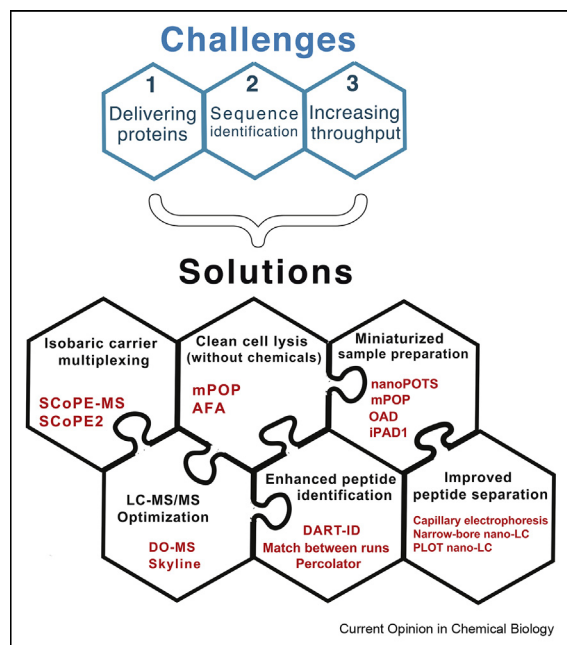 Challenges
1
Delivering
proteins
2
Sequence
identification
3
Increasing
throughput
Solutions
Isobaric carrier
multiplexing
SCoPE-MS
SCoPE2
Clean cell lysis
(without chemicals)
mPOP
AFA
Miniaturized
sample preparation
nanoPOTS
mPOP
OAD
iPAD1
LC-MS/MS
Optimization
DO-MS
Skyline
Enhanced peptide
identification
DART-ID
Match between runs
Percolator
Improved
peptide separation
Capillary electrophoresis
Narrow-bore nano-LC
PLOT nano-LC
Current Opinion in Chemical Biology